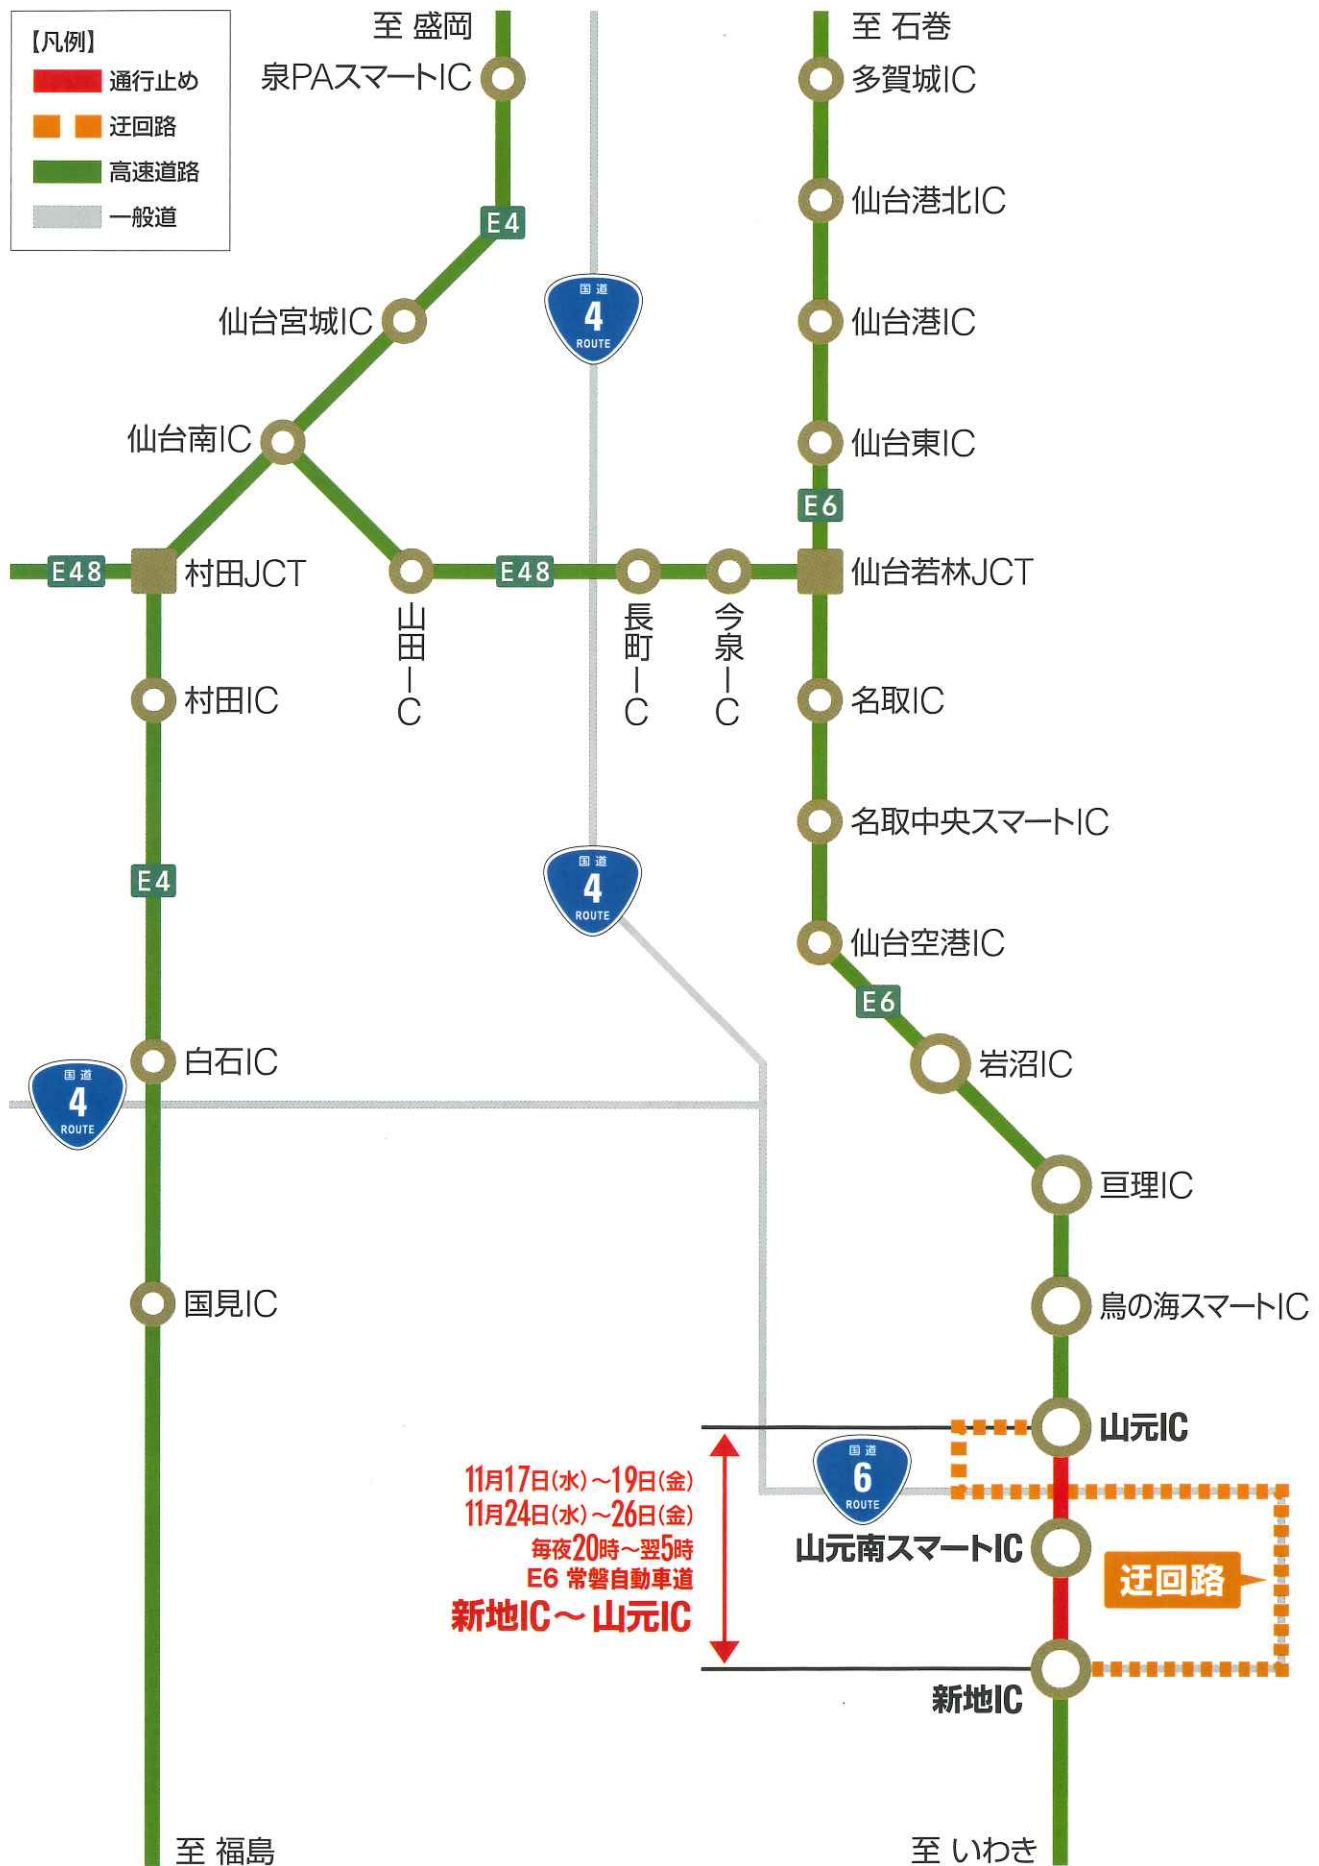 【凡例】
通行止め
迂回路
高速道路
一般道
至 盛岡
泉PAスマートIC
E4
仙台宮城IC
仙台南IC
E48
村田JCT
村田IC
E4
白石IC
国見IC
至 福島
国道
4
ROUTE
国道
4
ROUTE
国道
4
ROUTE
山田IC
E48
長町IC
今泉IC
至 石巻
多賀城IC
仙台港北IC
仙台港IC
仙台東IC
E6
仙台若林JCT
名取IC
名取中央スマートIC
仙台空港IC
E6
岩沼IC
亘理IC
鳥の海スマートIC
山元IC
国道
6
ROUTE
山元南スマートIC
迂回路
新地IC
至 いわき
11月17日(水)～19日(金)
11月24日(水)～26日(金)
毎夜20時～翌5時
E6 常磐自動車道
新地IC～山元IC